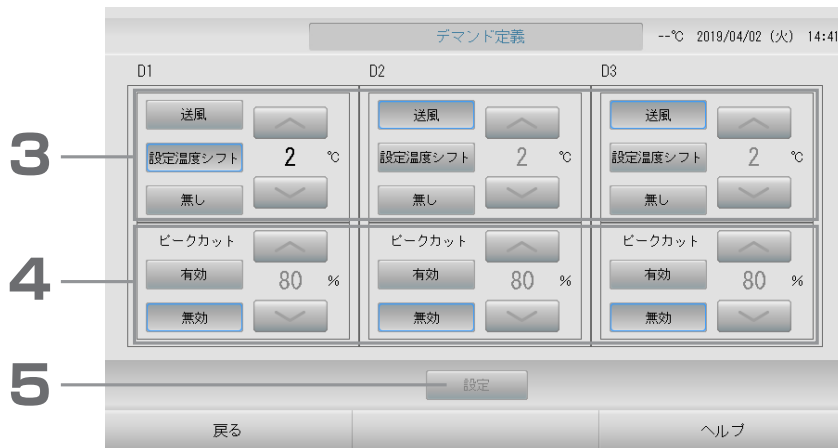 デマンド定義 --℃ 2019/04/02 (火) 14:41
D1 D2 D3
3
送風 送風 送風
設定温度シフト 2 ℃ 設定温度シフト 2 ℃ 設定温度シフト 2 ℃
無し 無し 無し
4
ピークカット ピークカット ピークカット
有効 80 % 有効 80 % 有効 80 %
無効 無効 無効
5 設定
戻る ヘルプ